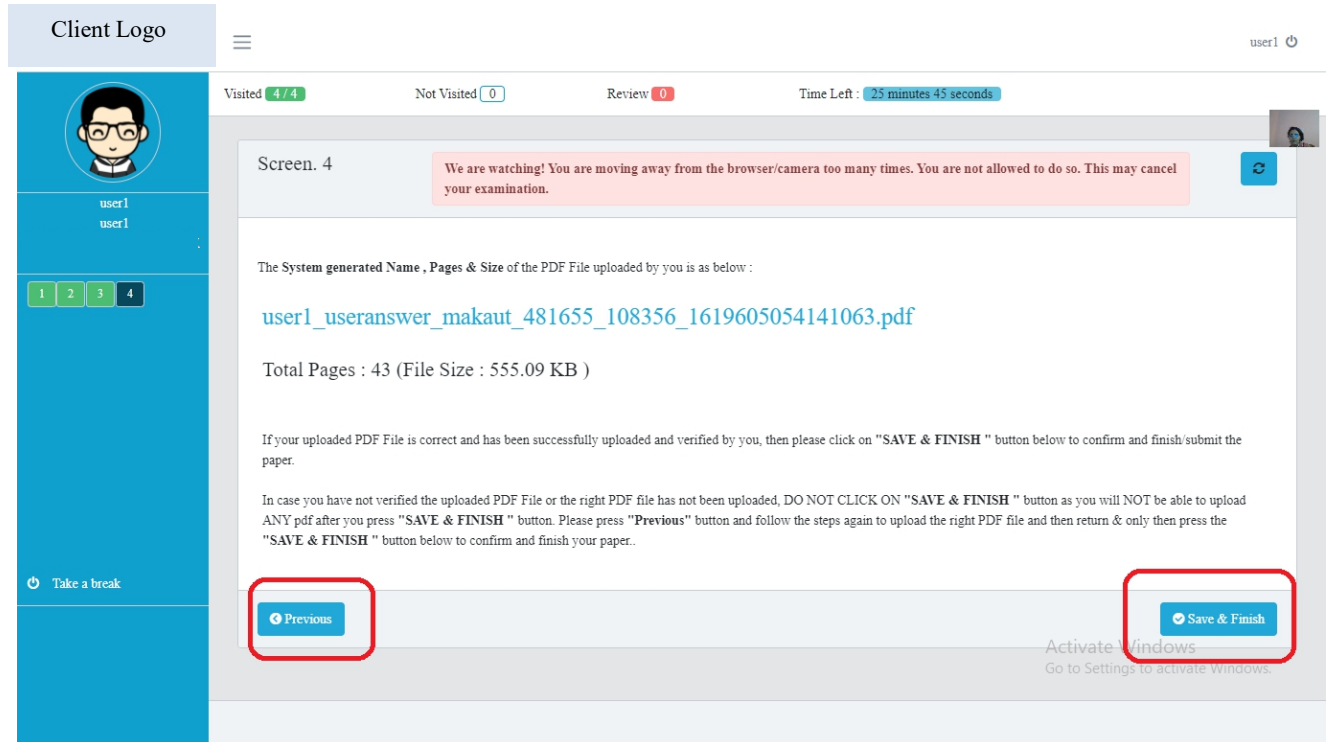 Client Logo
user1
Visited 4 / 4 Not Visited 0 Review 0 Time Left : 25 minutes 45 seconds
Screen. 4
We are watching! You are moving away from the browser/camera too many times. You are not allowed to do so. This may cancel
your examination.
user1
user1
1 2 3 4
The System generated Name , Pages & Size of the PDF File uploaded by you is as below :
user1_useranswer_makaut_481655_108356_1619605054141063.pdf
Total Pages : 43 (File Size : 555.09 KB )
If your uploaded PDF File is correct and has been successfully uploaded and verified by you, then please click on "SAVE & FINISH " button below to confirm and finish/submit the
paper.
In case you have not verified the uploaded PDF File or the right PDF file has not been uploaded, DO NOT CLICK ON "SAVE & FINISH " button as you will NOT be able to upload
ANY pdf after you press "SAVE & FINISH " button. Please press "Previous" button and follow the steps again to upload the right PDF file and then return & only then press the
"SAVE & FINISH " button below to confirm and finish your paper..
Take a break
Previous
Save & Finish
Activate Windows
Go to Settings to activate Windows.